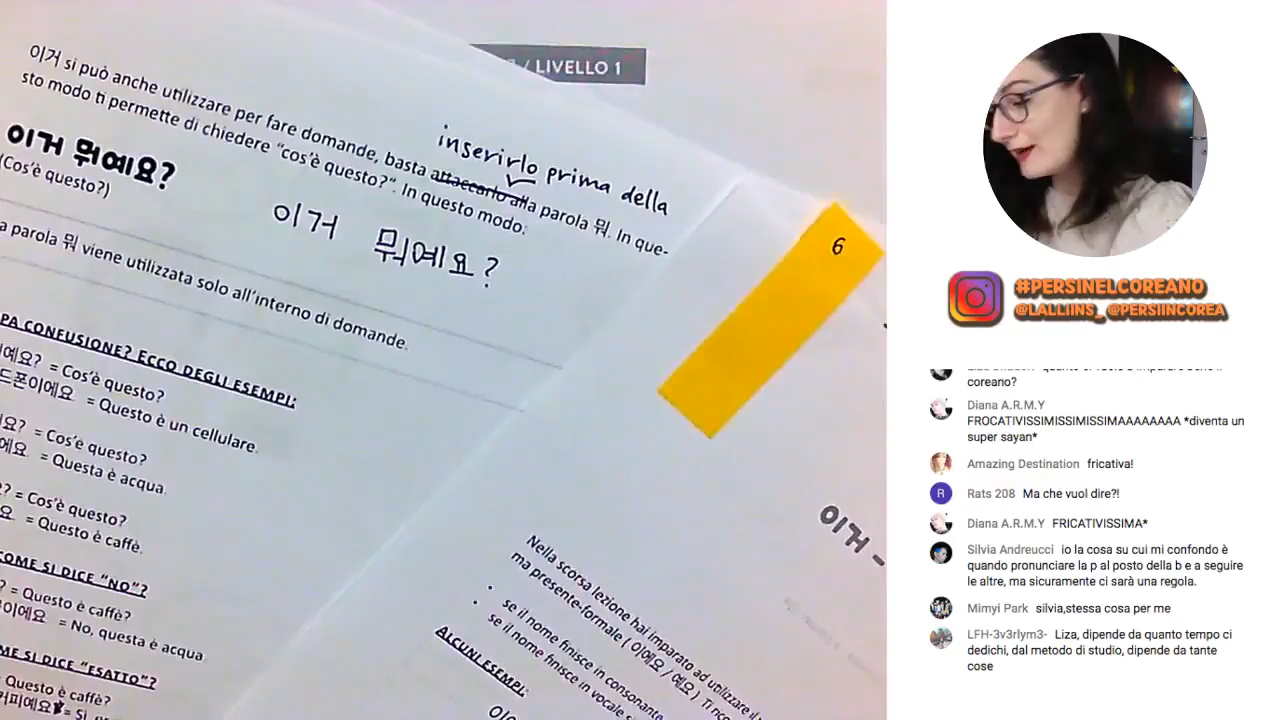 / LIVELLO 1
이거 si può anche utilizzare per fare domande, basta attaccarlo alla parola 뭐. In que-
inserirlo prima della
sto modo ti permette di chiedere "cos'è questo?". In questo modo:
이거 뭐예요?
(Cos'è questo?)
이거 뭐예요?
a parola 뭐 viene utilizzata solo all'interno di domande.
PA CONFUSIONE? ECCO DEGLI ESEMPI:
예요? = Cos'è questo?
드폰이에요 = Questo è un cellulare.
요? = Cos'è questo?
예요 = Questa è acqua.
? = Cos'è questo?
요 = Questo è caffè.
COME SI DICE "NO"?
? = Questo è caffè?
이에요 = No, questa è acqua
ME SI DICE "ESATTO"?
Questo è caffè?
커피예요 = Sì
6
이거 -
Nella scorsa lezione hai imparato ad utilizzare il
ma presente-formale ( 이에요 / 예요 ) Ti
• se il nome finisce in consonante
• se il nome finisce in vocale
ALCUNI ESEMPI:
#PERSINELCOREANO
@LALLIINS_ @PERSIINCOREA
coreano?
Diana A.R.M.Y
FROCATIVISSIMISSIMISSIMAAAAAAAA *diventa un
super sayan*
Amazing Destination fricativa!
R Rats 208 Ma che vuol dire?!
Diana A.R.M.Y FRICATIVISSIMA*
Silvia Andreucci io la cosa su cui mi confondo è
quando pronunciare la p al posto della b e a seguire
le altre, ma sicuramente ci sarà una regola.
Mimyi Park silvia,stessa cosa per me
LFH-3v3rlym3- Liza, dipende da quanto tempo ci
dedichi, dal metodo di studio, dipende da tante
cose